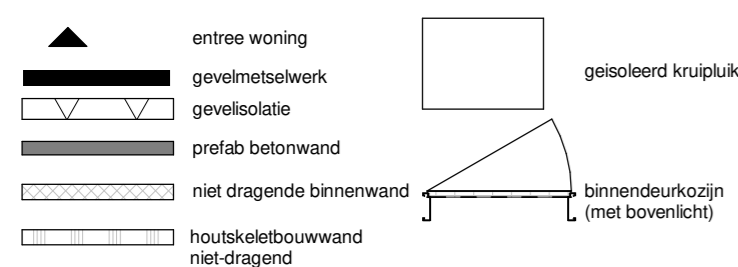 entree woning
gevelmetselwerk
gevelisolatie
prefab betonwand
niet dragende binnenwand
houtskeletbouwwand
niet-dragend
geisoleerd kruipluik
binnendeurkozijn
(met bovenlicht)